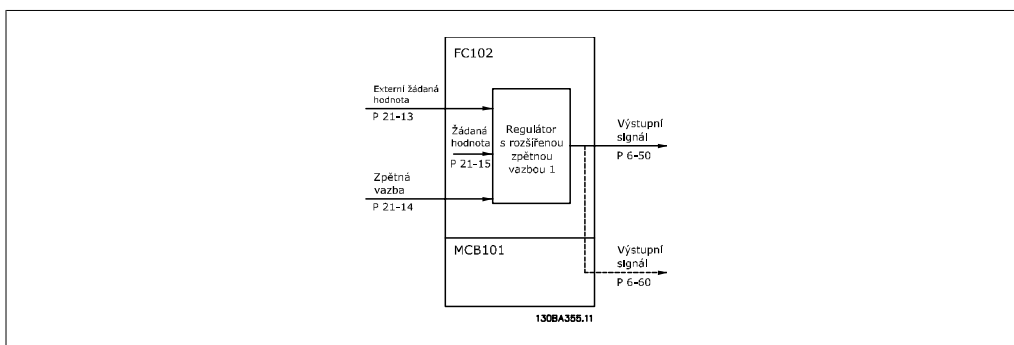 FC102
Externí žádaná
hodnota
P 21-13
Žádaná
hodnota
P 21-15
Zpětná
vazba
P 21-14
Regulátor
s rozšířenou
zpětnou
vazbou 1
Výstupní
signál
P 6-50
MCB101
Výstupní
signál
P 6-60
130BA355.11